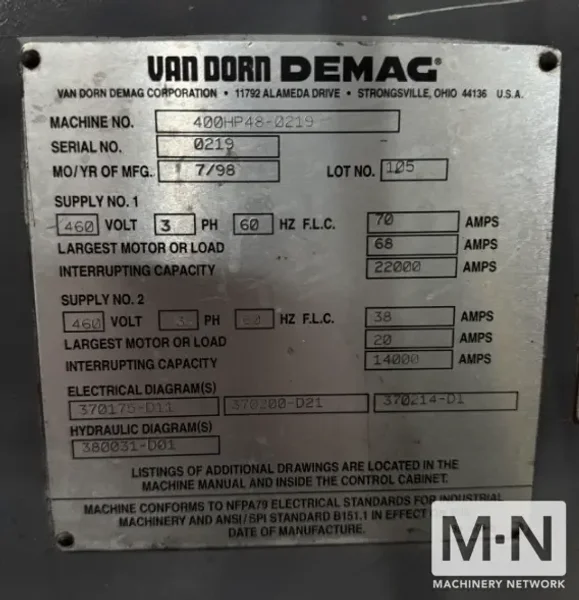 VAN DORN DEMAG®
VAN DORN DEMAG CORPORATION • 11792 ALAMEDA DRIVE • STRONGSVILLE, OHIO 44136 U.S.A.
MACHINE NO. 400HP48-0219
SERIAL NO. 0219
MO/YR OF MFG. 7/98 LOT NO. 105
SUPPLY NO. 1
460 VOLT 3 PH 60 HZ F.L.C. 70 AMPS
LARGEST MOTOR OR LOAD 68 AMPS
INTERRUPTING CAPACITY 22000 AMPS
SUPPLY NO. 2
460 VOLT 3 PH 60 HZ F.L.C. 38 AMPS
LARGEST MOTOR OR LOAD 20 AMPS
INTERRUPTING CAPACITY 14000 AMPS
ELECTRICAL DIAGRAM(S)
370175-D11 370200-D21 370214-D1
HYDRAULIC DIAGRAM(S)
380031-D01
LISTINGS OF ADDITIONAL DRAWINGS ARE LOCATED IN THE
MACHINE MANUAL AND INSIDE THE CONTROL CABINET.
MACHINE CONFORMS TO NFPA79 ELECTRICAL STANDARDS FOR INDUSTRIAL
MACHINERY AND ANSI/SPI STANDARD B151.1 IN EFFECT
DATE OF MANUFACTURE.
M·N
MACHINERY NETWORK